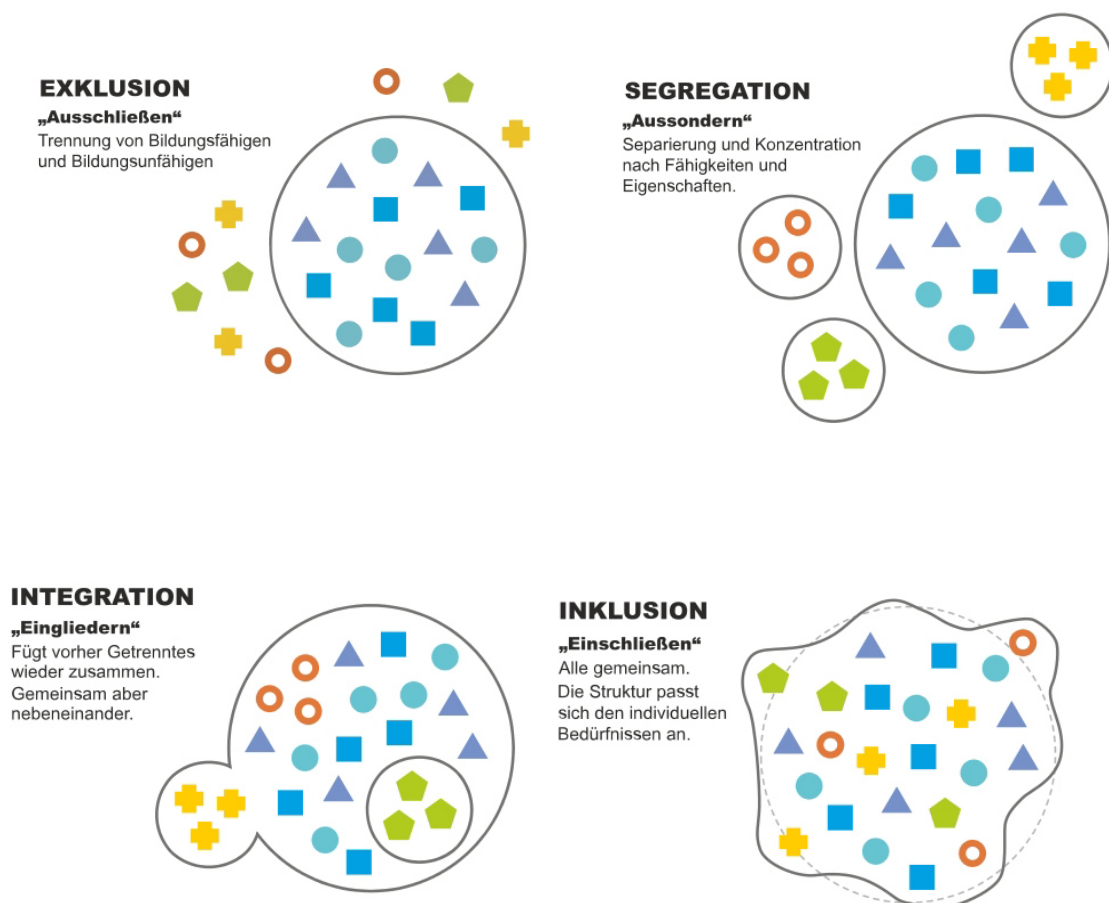 EXKLUSION
„Ausschließen“
Trennung von Bildungsfähigen
und Bildungsunfähigen
SEGREGATION
„Aussondern“
Separierung und Konzentration
nach Fähigkeiten und
Eigenschaften.
INTEGRATION
„Eingliedern“
Fügt vorher Getrenntes
wieder zusammen.
Gemeinsam aber
nebeneinander.
INKLUSION
„Einschließen“
Alle gemeinsam.
Die Struktur passt
sich den individuellen
Bedürfnissen an.